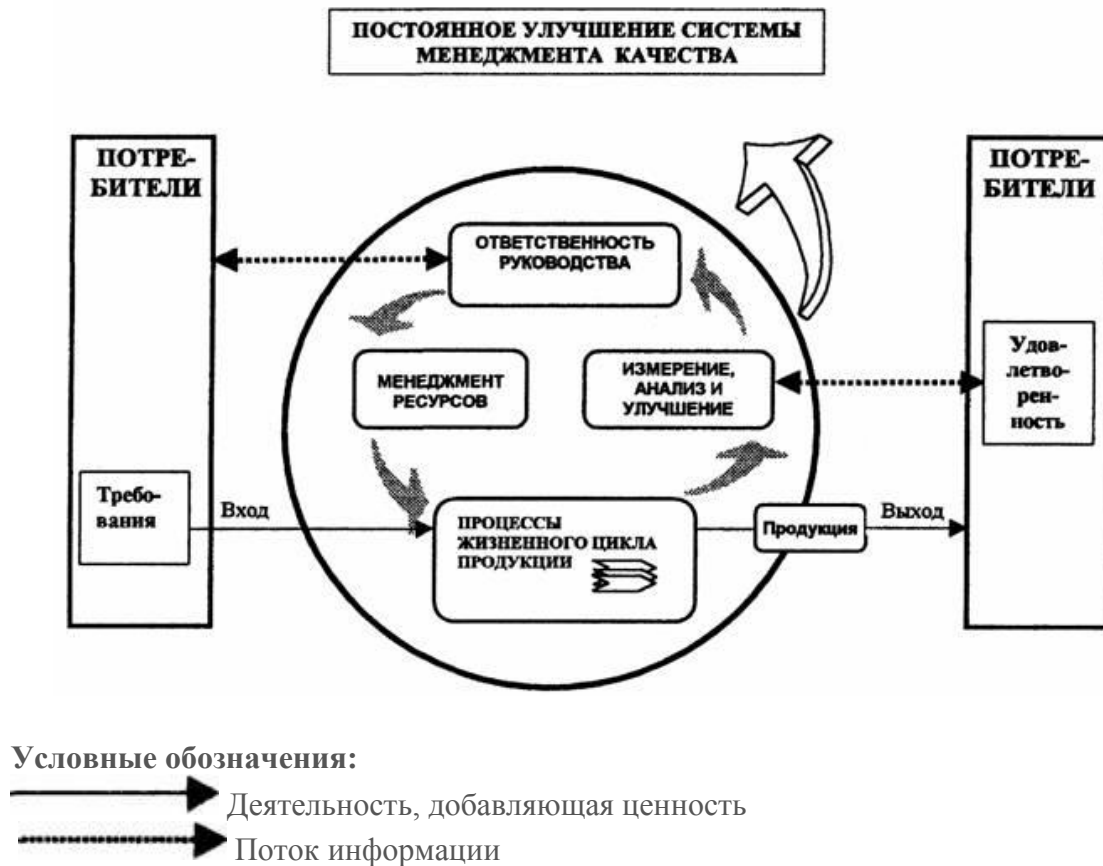 ПОСТОЯННОЕ УЛУЧШЕНИЕ СИСТЕМЫ
МЕНЕДЖМЕНТА КАЧЕСТВА
ПОТРЕ-
БИТЕЛИ
ПОТРЕ-
БИТЕЛИ
ОТВЕТСТВЕННОСТЬ
РУКОВОДСТВА
МЕНЕДЖМЕНТ
РЕСУРСОВ
ИЗМЕРЕНИЕ,
АНАЛИЗ И
УЛУЧШЕНИЕ
Удов-
летво-
рен-
ность
Требо-
вания
Вход
ПРОЦЕССЫ
ЖИЗНЕННОГО ЦИКЛА
ПРОДУКЦИИ
Продукция
Выход
Условные обозначения:
Деятельность, добавляющая ценность
Поток информации